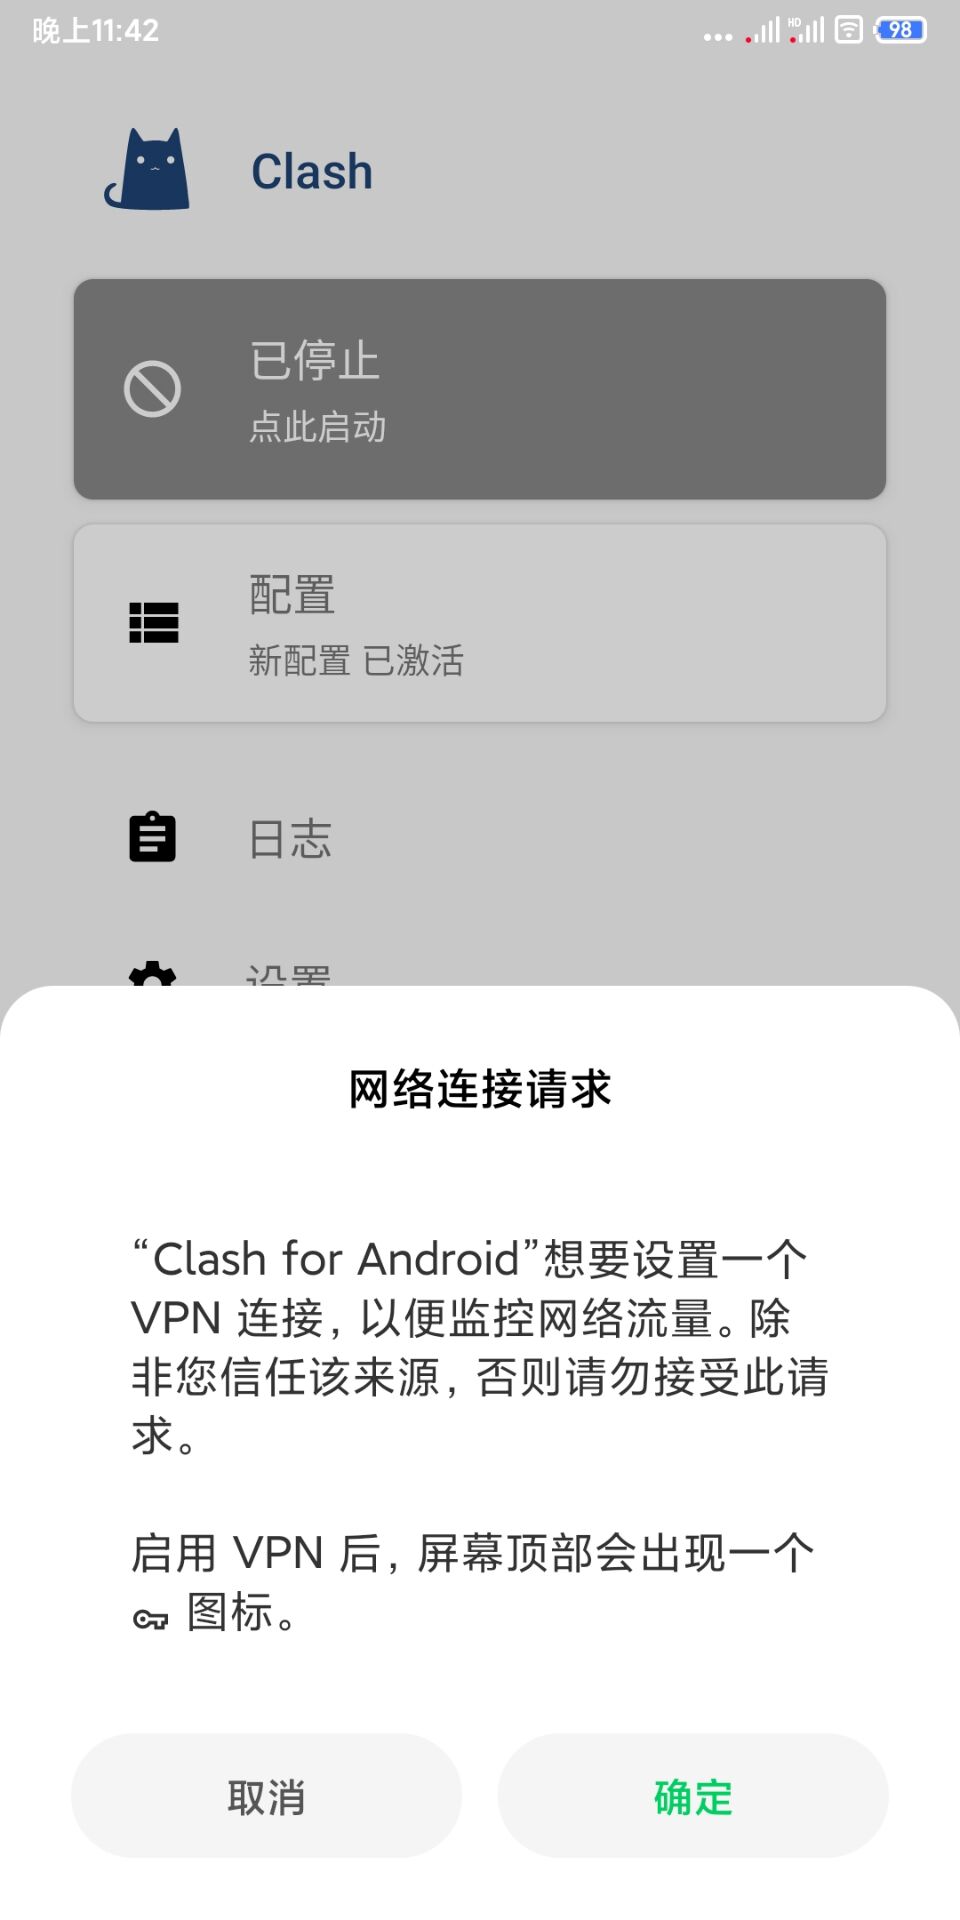 晚上11:42
HD
98
Clash
已停止
点此启动
配置
新配置 已激活
日志
设置
网络连接请求
“Clash for Android”想要设置一个
VPN 连接，以便监控网络流量。除
非您信任该来源，否则请勿接受此请
求。
启用 VPN 后，屏幕顶部会出现一个
图标。
取消
确定